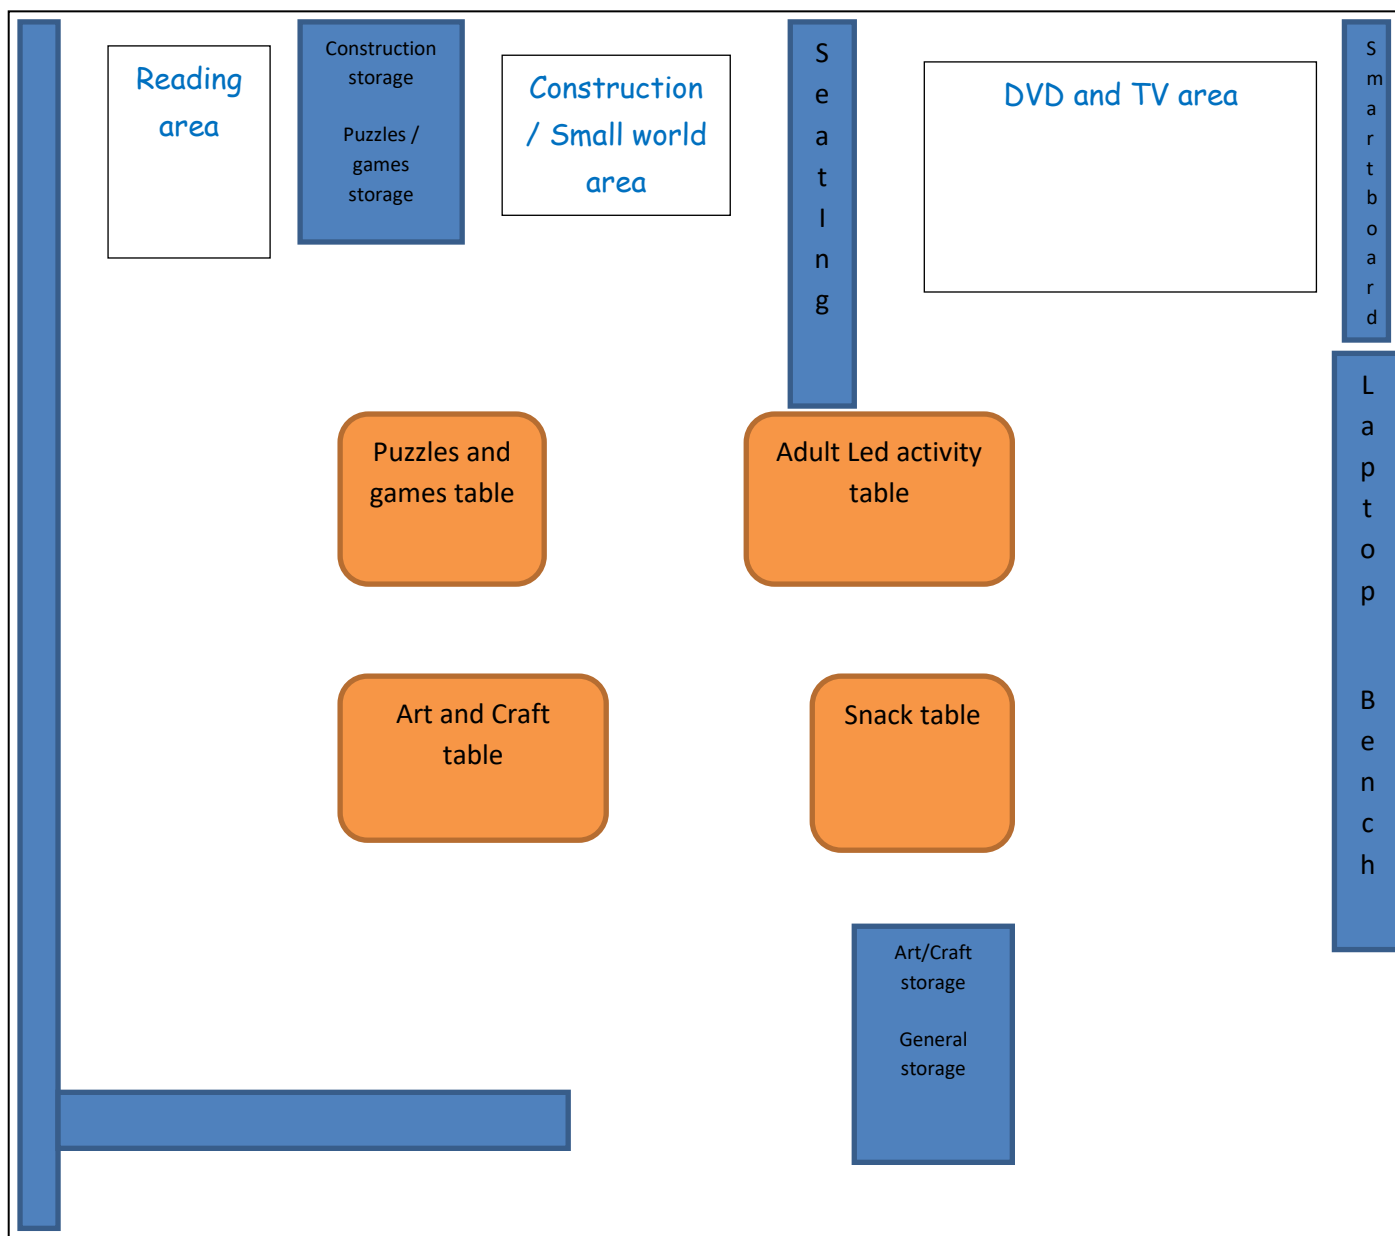 Reading
area
Construction
storage
Puzzles /
games
storage
Construction
/ Small world
area
S
e
a
t
I
n
g
DVD and TV area
S
m
a
r
t
b
o
a
r
d
Puzzles and
games table
Adult Led activity
table
L
a
p
t
o
p
B
e
n
c
h
Art and Craft
table
Snack table
Art/Craft
storage
General
storage